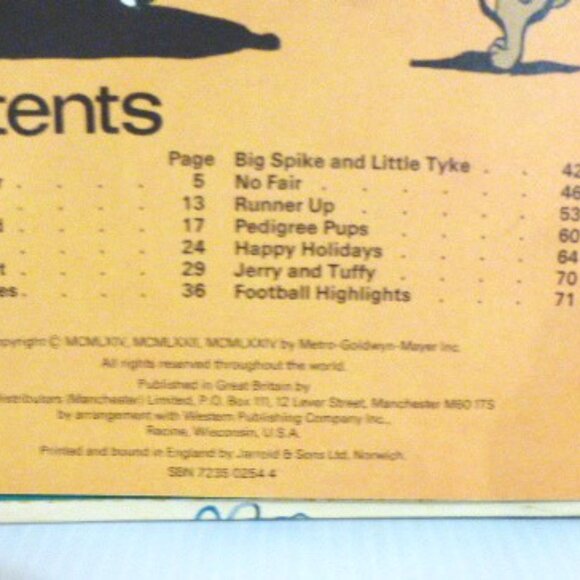 tents
Page Big Spike and Little Tyke . . 42
r . . . . 5 No Fair . . . . . 46
. . . . 13 Runner Up . . . . . 53
d . . . . 17 Pedigree Pups . . . . 60
. . . . 24 Happy Holidays . . . . 64
t . . . . 29 Jerry and Tuffy . . . . 70
es . . . . 36 Football Highlights . . . 71
opyright © MCMLXIV, MCMLXXII, MCMLXXIV by Metro-Goldwyn-Mayer Inc.
All rights reserved throughout the world.
Published in Great Britain by
Distributors (Manchester) Limited, P.O. Box 111, 12 Lever Street, Manchester M60 1TS
by arrangement with Western Publishing Company Inc.,
Racine, Wisconsin, U.S.A.
Printed and bound in England by Jarrold & Sons Ltd, Norwich.
SBN 7235 0254 4